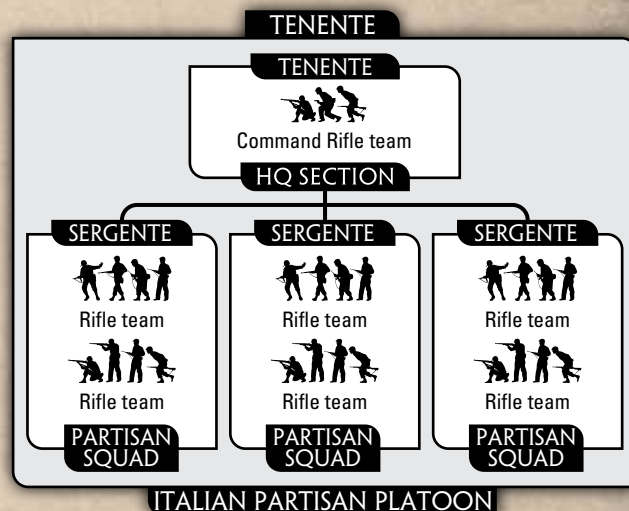 TENENTE
TENENTE
Command Rifle team
HQ SECTION
SERGENTE
Rifle team
Rifle team
PARTISAN
SQUAD
SERGENTE
Rifle team
Rifle team
PARTISAN
SQUAD
SERGENTE
Rifle team
Rifle team
PARTISAN
SQUAD
ITALIAN PARTISAN PLATOON